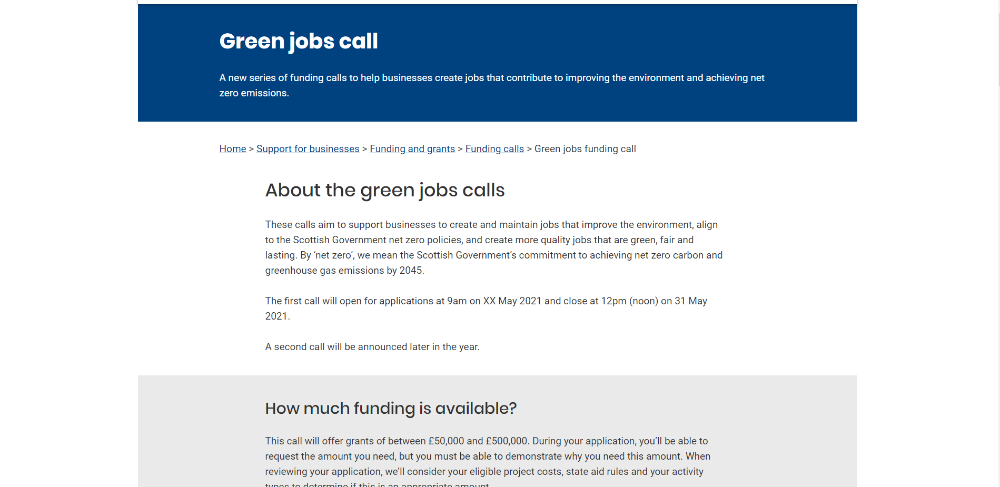 Green jobs call
A new series of funding calls to help businesses create jobs that contribute to improving the environment and achieving net
zero emissions.
Home > Support for businesses > Funding and grants > Funding calls > Green jobs funding call
About the green jobs calls
These calls aim to support businesses to create and maintain jobs that improve the environment, align
to the Scottish Government net zero policies, and create more quality jobs that are green, fair and
lasting. By ‘net zero’, we mean the Scottish Government’s commitment to achieving net zero carbon and
greenhouse gas emissions by 2045.
The first call will open for applications at 9am on XX May 2021 and close at 12pm (noon) on 31 May
2021.
A second call will be announced later in the year.
How much funding is available?
This call will offer grants of between £50,000 and £500,000. During your application, you’ll be able to
request the amount you need, but you must be able to demonstrate why you need this amount. When
reviewing your application, we’ll consider your eligible project costs, state aid rules and your activity
types to determine if this is an appropriate amount.